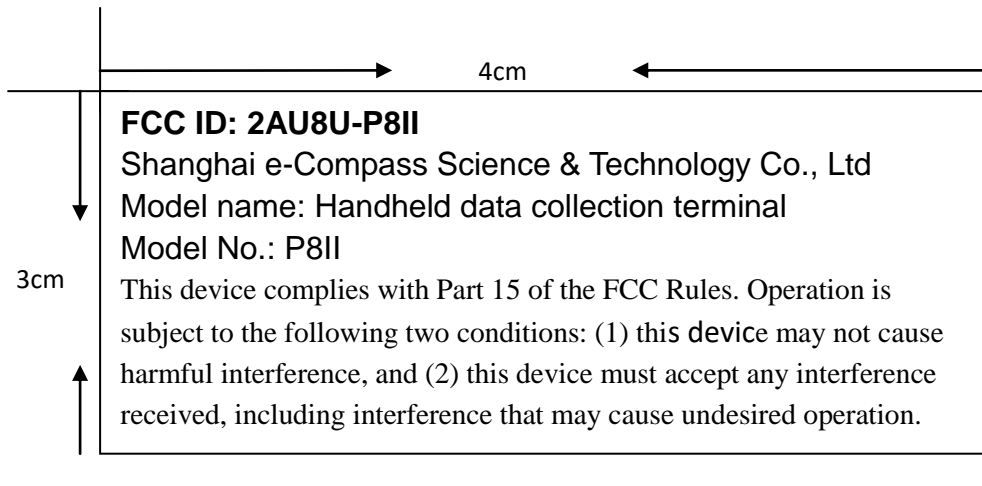 4cm
FCC ID: 2AU8U-P8II
Shanghai e-Compass Science & Technology Co., Ltd
Model name: Handheld data collection terminal
Model No.: P8II
3cm
This device complies with Part 15 of the FCC Rules. Operation is
subject to the following two conditions: (1) this device may not cause
harmful interference, and (2) this device must accept any interference
received, including interference that may cause undesired operation.